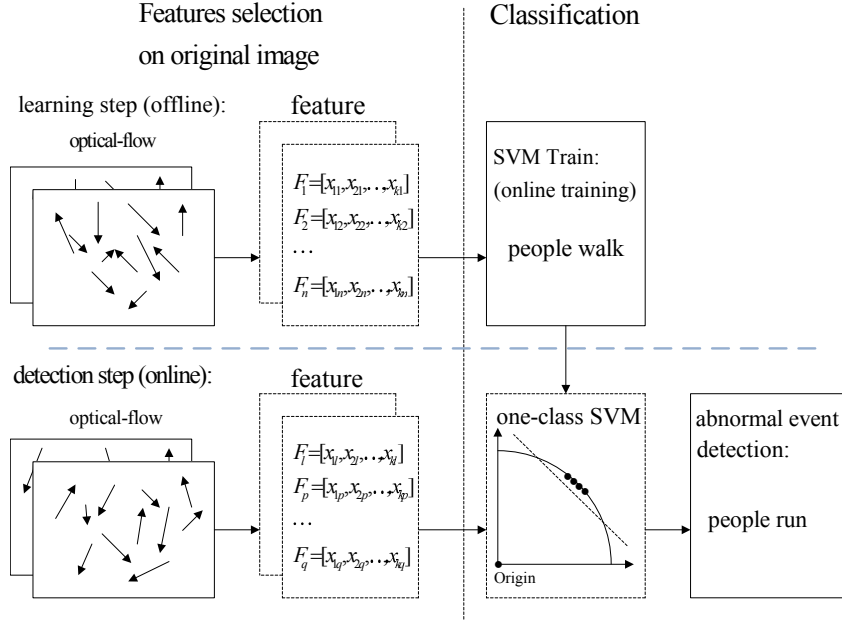 Features selection
on original image
Classification
learning step (offline):
optical-flow
feature
F1=[x11,x21,…,xk1]
F2=[x12,x22,…,xk2]
…
Fn=[x1n,x2n,…,xkn]
SVM Train:
(online training)
people walk
detection step (online):
optical-flow
feature
Fl=[x1l,x2l,…,xkl]
Fp=[x1p,x2p,…,xkp]
…
Fq=[x1q,x2q,…,xkq]
one-class SVM
Origin
abnormal event
detection:
people run